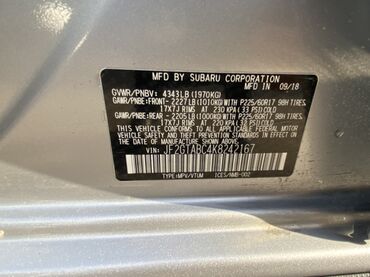 MFD BY SUBARU CORPORATION 09/18
GVWR/PNBV: 4343LB(1970KG)
GAWR/PNBE:FRONT- 2227LB(1010KG)WITH P225/60R17 98H TIRES.
17X7J RIMS AT 230 KPA( 33 PSI)COLD
GAWR/PNBE:REAR - 2205LB(1000KG)WITH P225/60R17 98H TIRES.
17X7J RIMS AT 220 KPA( 32 PSI)COLD
THIS VEHICLE CONFORMS TO ALL APPLICABLE FEDERAL
MOTOR VEHICLE SAFETY, BUMPER, AND THEFT PREVENTION
STANDARDS IN EFFECT ON THE
DATE OF MANUFACTURE SHOWN ABOVE
VIN: JF2GTABC4K8242167
TYPE:MPV/VTUM ICES/NMB-002